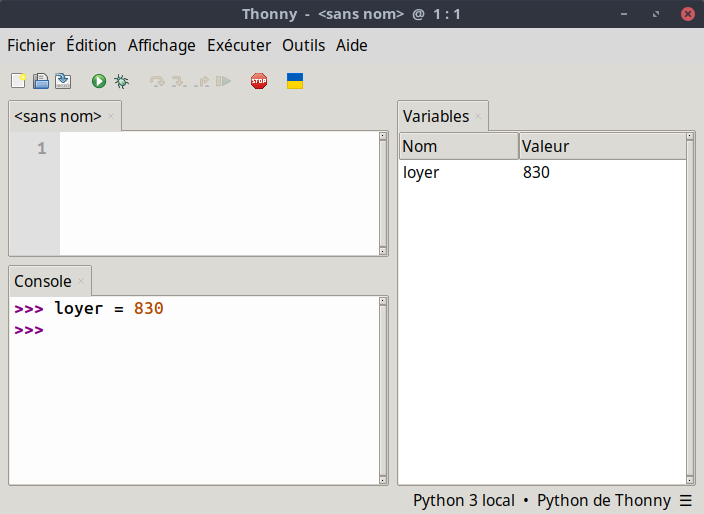 Thonny - <sans nom> @ 1 : 1
Fichier Édition Affichage Exécuter Outils Aide
STOP
<sans nom>
1
Console
>>> loyer = 830
>>>
Variables
Nom Valeur
loyer 830
Python 3 local • Python de Thonny ☰